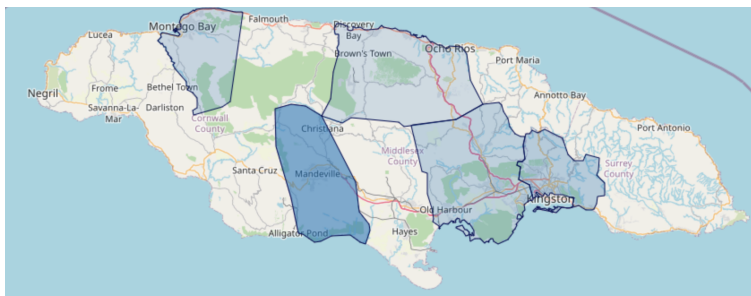 Lucea
Montego Bay
Falmouth
Discovery
Bay
Brown's Town
Ocho Rios
Port Maria
Negril
Frome
Bethel Town
Savanna-La-
Mar
Darliston
Cornwall
County
Annotto Bay
Christiana
Port Antonio
Middlesex
County
Santa Cruz
Mandeville
Surrey
County
Kingston
Old Harbour
Alligator Pond
Hayes